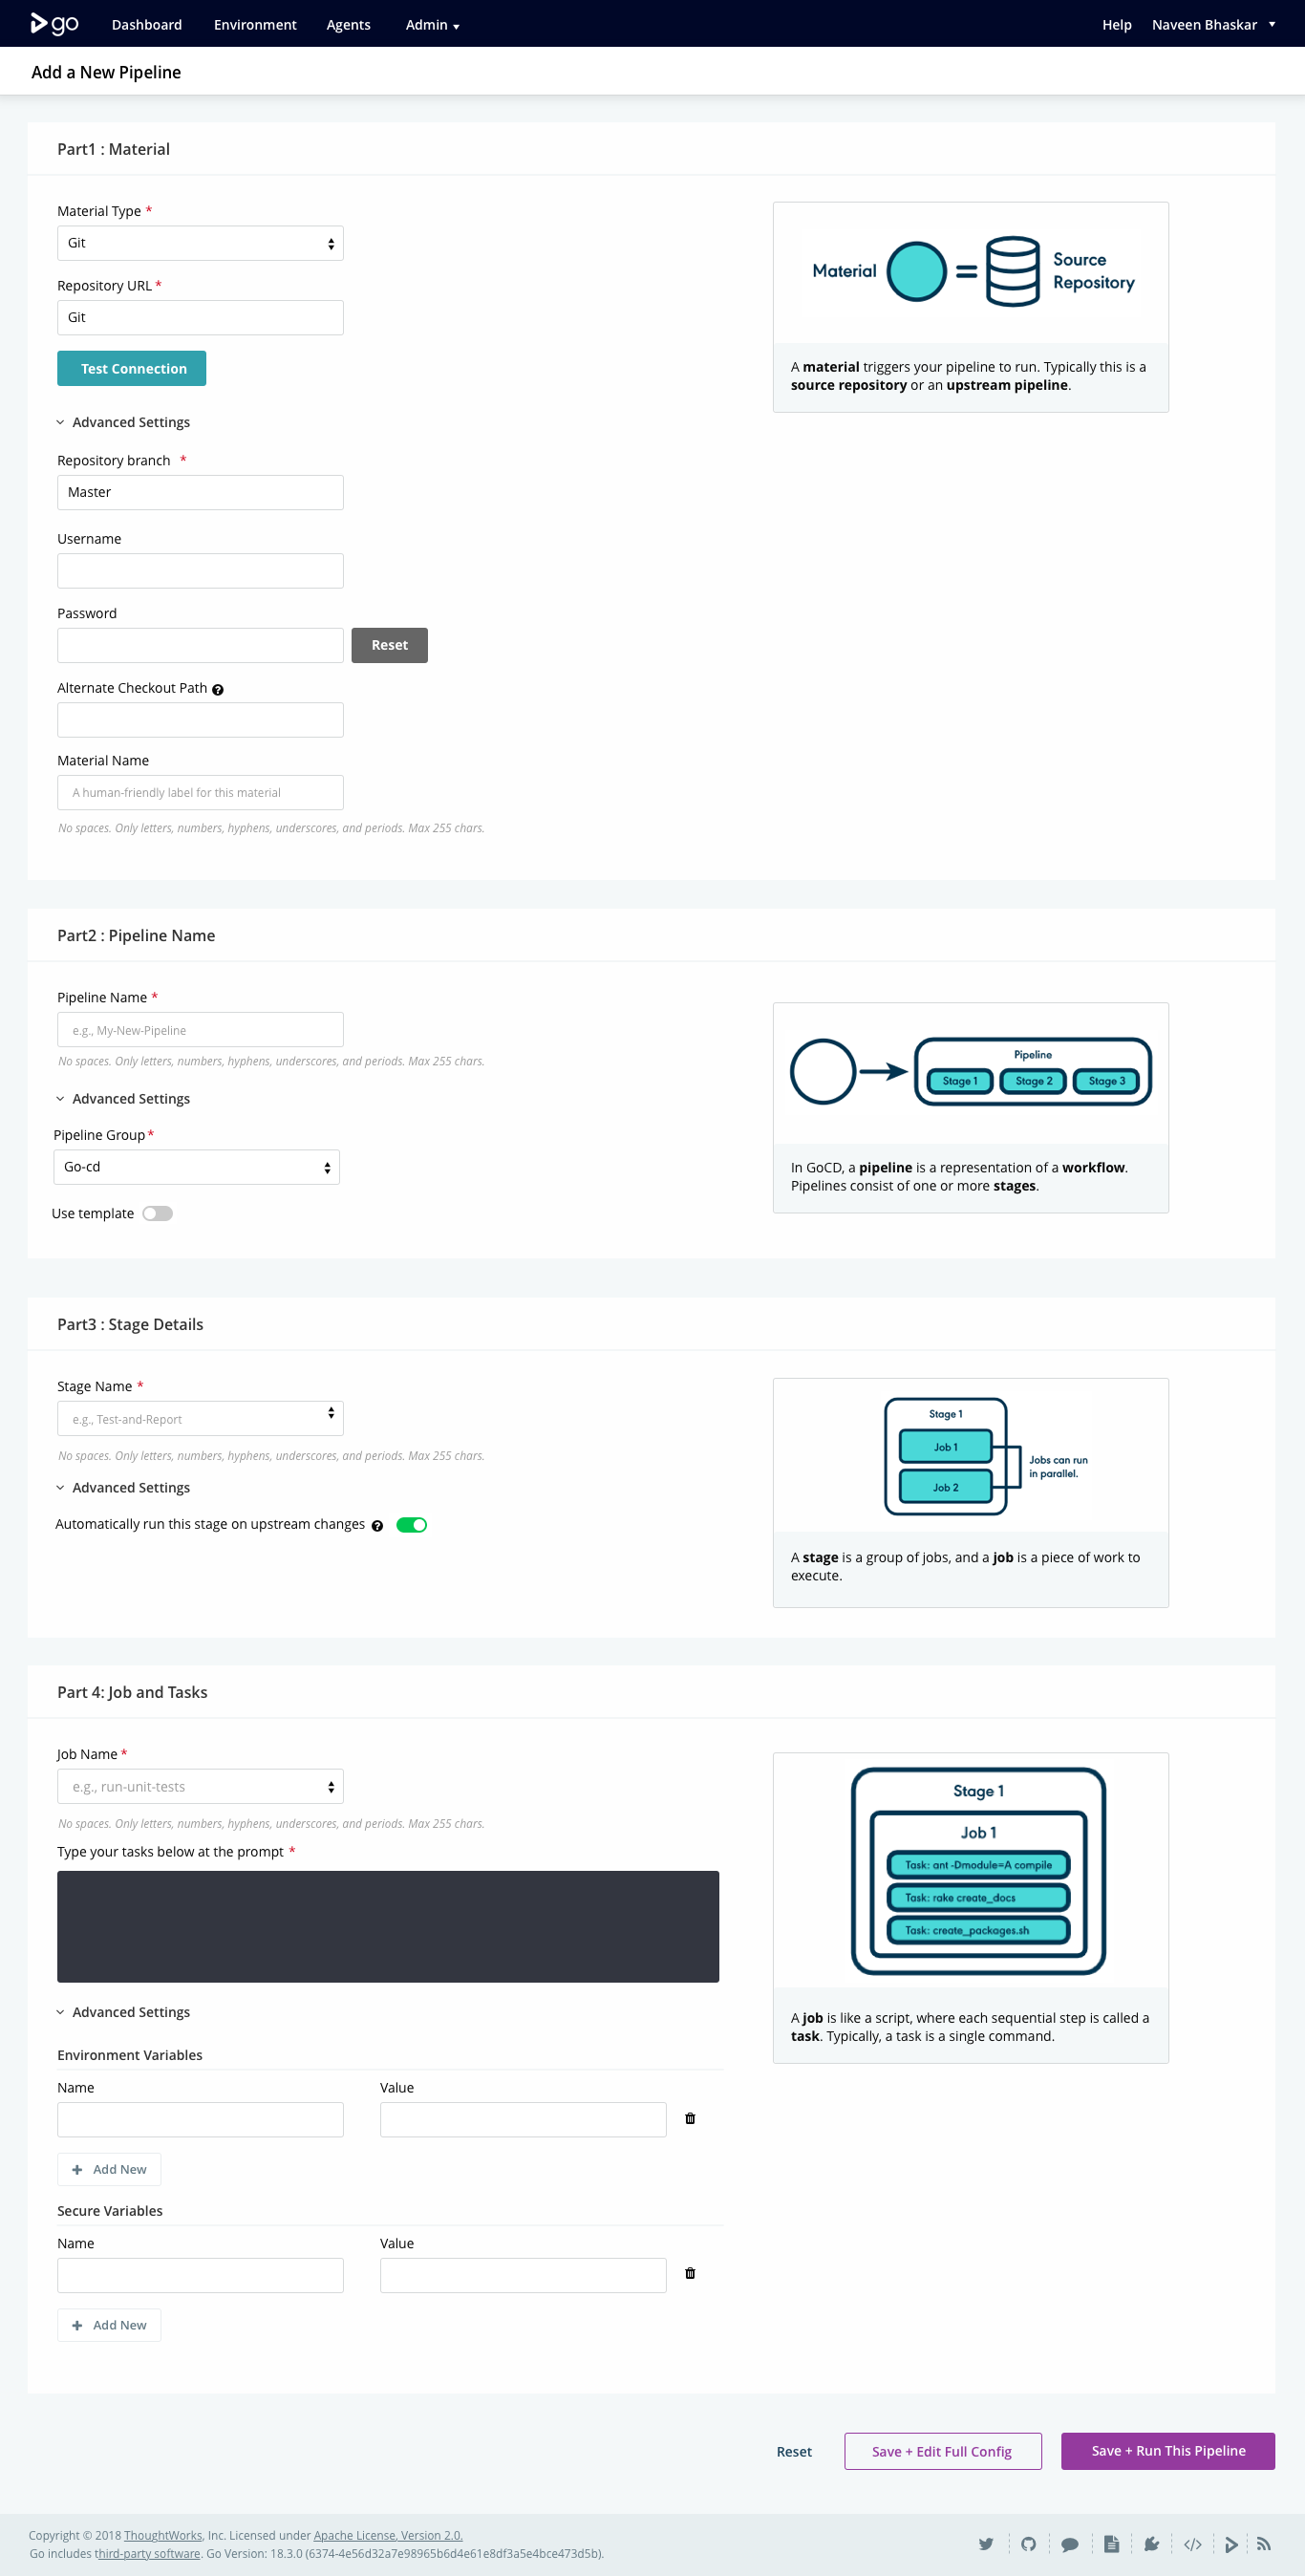 go Dashboard Environment Agents Admin Help Naveen Bhaskar
Add a New Pipeline
Part1 : Material
Material Type *
Git
Repository URL *
Git
Test Connection
Material = Source
Repository
A material triggers your pipeline to run. Typically this is a
source repository or an upstream pipeline.
Advanced Settings
Repository branch *
Master
Username
Password
Reset
Alternate Checkout Path ?
Material Name
A human-friendly label for this material
No spaces. Only letters, numbers, hyphens, underscores, and periods. Max 255 chars.
Part2 : Pipeline Name
Pipeline Name *
e.g., My-New-Pipeline
No spaces. Only letters, numbers, hyphens, underscores, and periods. Max 255 chars.
Advanced Settings
Pipeline Group *
Go-cd
Use template
Pipeline
Stage 1 Stage 2 Stage 3
In GoCD, a pipeline is a representation of a workflow.
Pipelines consist of one or more stages.
Part3 : Stage Details
Stage Name *
e.g., Test-and-Report
No spaces. Only letters, numbers, hyphens, underscores, and periods. Max 255 chars.
Advanced Settings
Automatically run this stage on upstream changes ?
Stage 1
Job 1
Job 2
Jobs can run
in parallel.
A stage is a group of jobs, and a job is a piece of work to
execute.
Part 4: Job and Tasks
Job Name *
e.g., run-unit-tests
No spaces. Only letters, numbers, hyphens, underscores, and periods. Max 255 chars.
Type your tasks below at the prompt *
Stage 1
Job 1
Task: ant -Dmodule=A compile
Task: rake create_docs
Task: create_packages.sh
A job is like a script, where each sequential step is called a
task. Typically, a task is a single command.
Advanced Settings
Environment Variables
Name Value
Add New
Secure Variables
Name Value
Add New
Reset Save + Edit Full Config Save + Run This Pipeline
Copyright © 2018 ThoughtWorks, Inc. Licensed under Apache License, Version 2.0.
Go includes third-party software. Go Version: 18.3.0 (6374-4e56d32a7e98965b6d4e61e8df3a5e4bce473d5b).